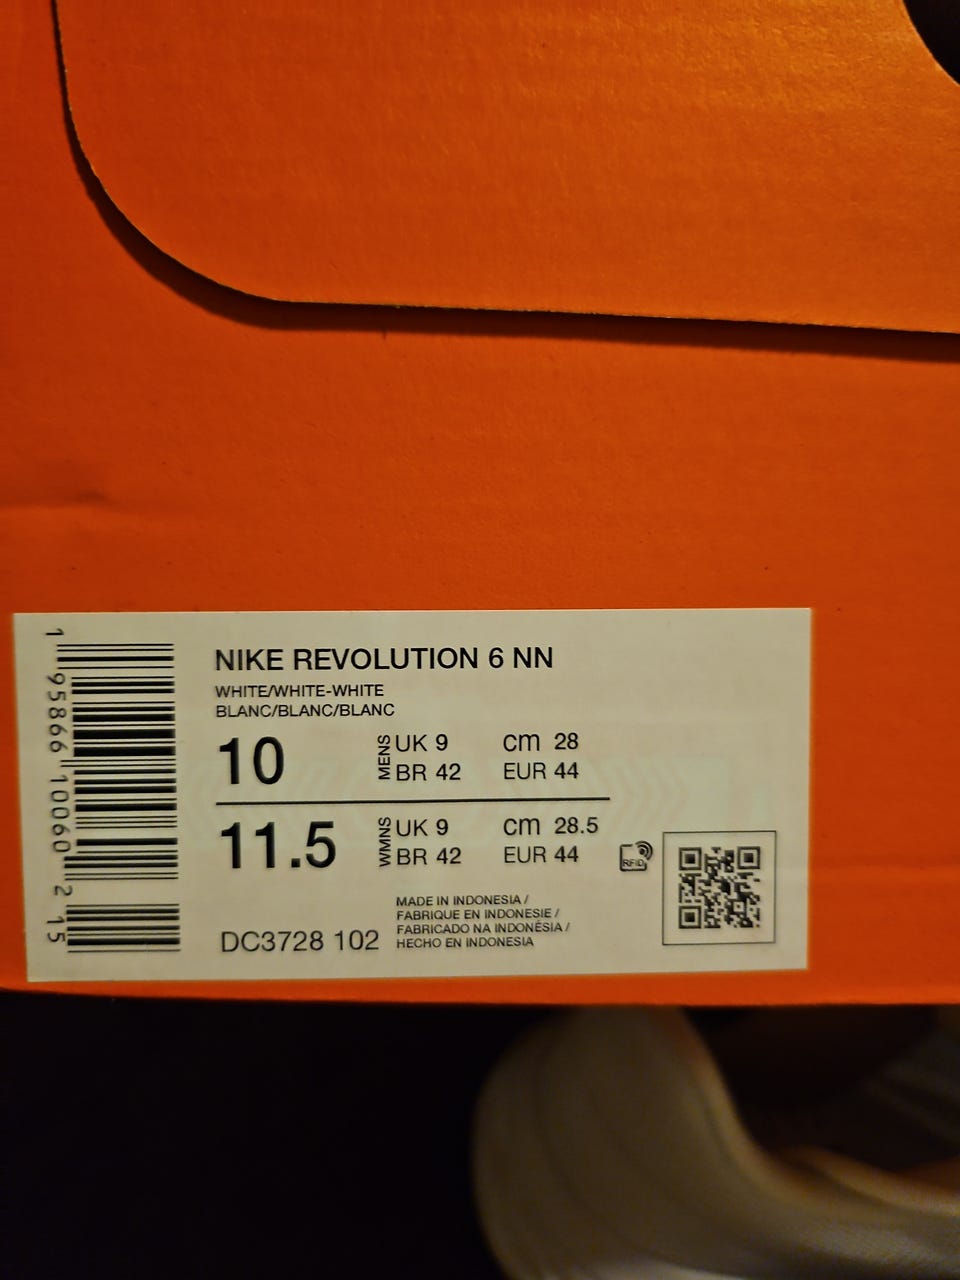 NIKE REVOLUTION 6 NN
WHITE/WHITE-WHITE
BLANC/BLANC/BLANC
10 MENS UK 9 cm 28
BR 42 EUR 44
11.5 WMNS UK 9 cm 28.5
BR 42 EUR 44
RFID
MADE IN INDONESIA /
FABRIQUE EN INDONESIE /
FABRICADO NA INDONÉSIA /
HECHO EN INDONESIA
DC3728 102
1 95866 10060 2 15